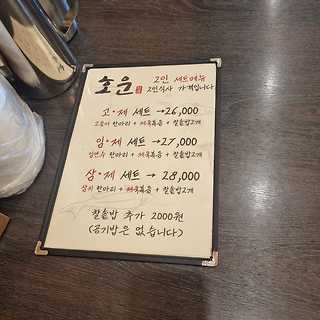 소운 2인 세트메뉴
2인식사 가격입니다
고·제 세트 → 26,000
고등어 한마리 + 제육볶음 + 찰솥밥2개
임·제 세트 → 27,000
임연수 한마리 + 제육볶음 + 찰솥밥2개
삼·제 세트 → 28,000
삼치 한마리 + 제육볶음 + 찰솥밥2개
찰솥밥 추가 2000원
(공기밥은 없습니다)